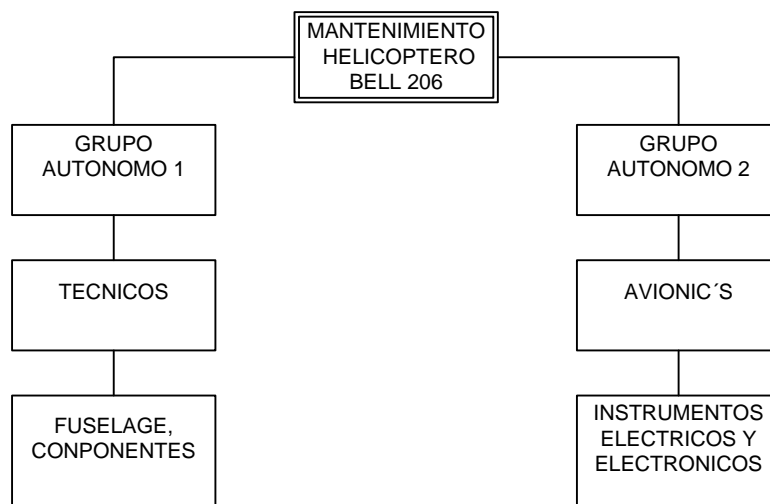 MANTENIMIENTO
HELICOPTERO
BELL 206
GRUPO
AUTONOMO 1
GRUPO
AUTONOMO 2
TECNICOS
AVIONIC´S
FUSELAGE,
CONPONENTES
INSTRUMENTOS
ELECTRICOS Y
ELECTRONICOS